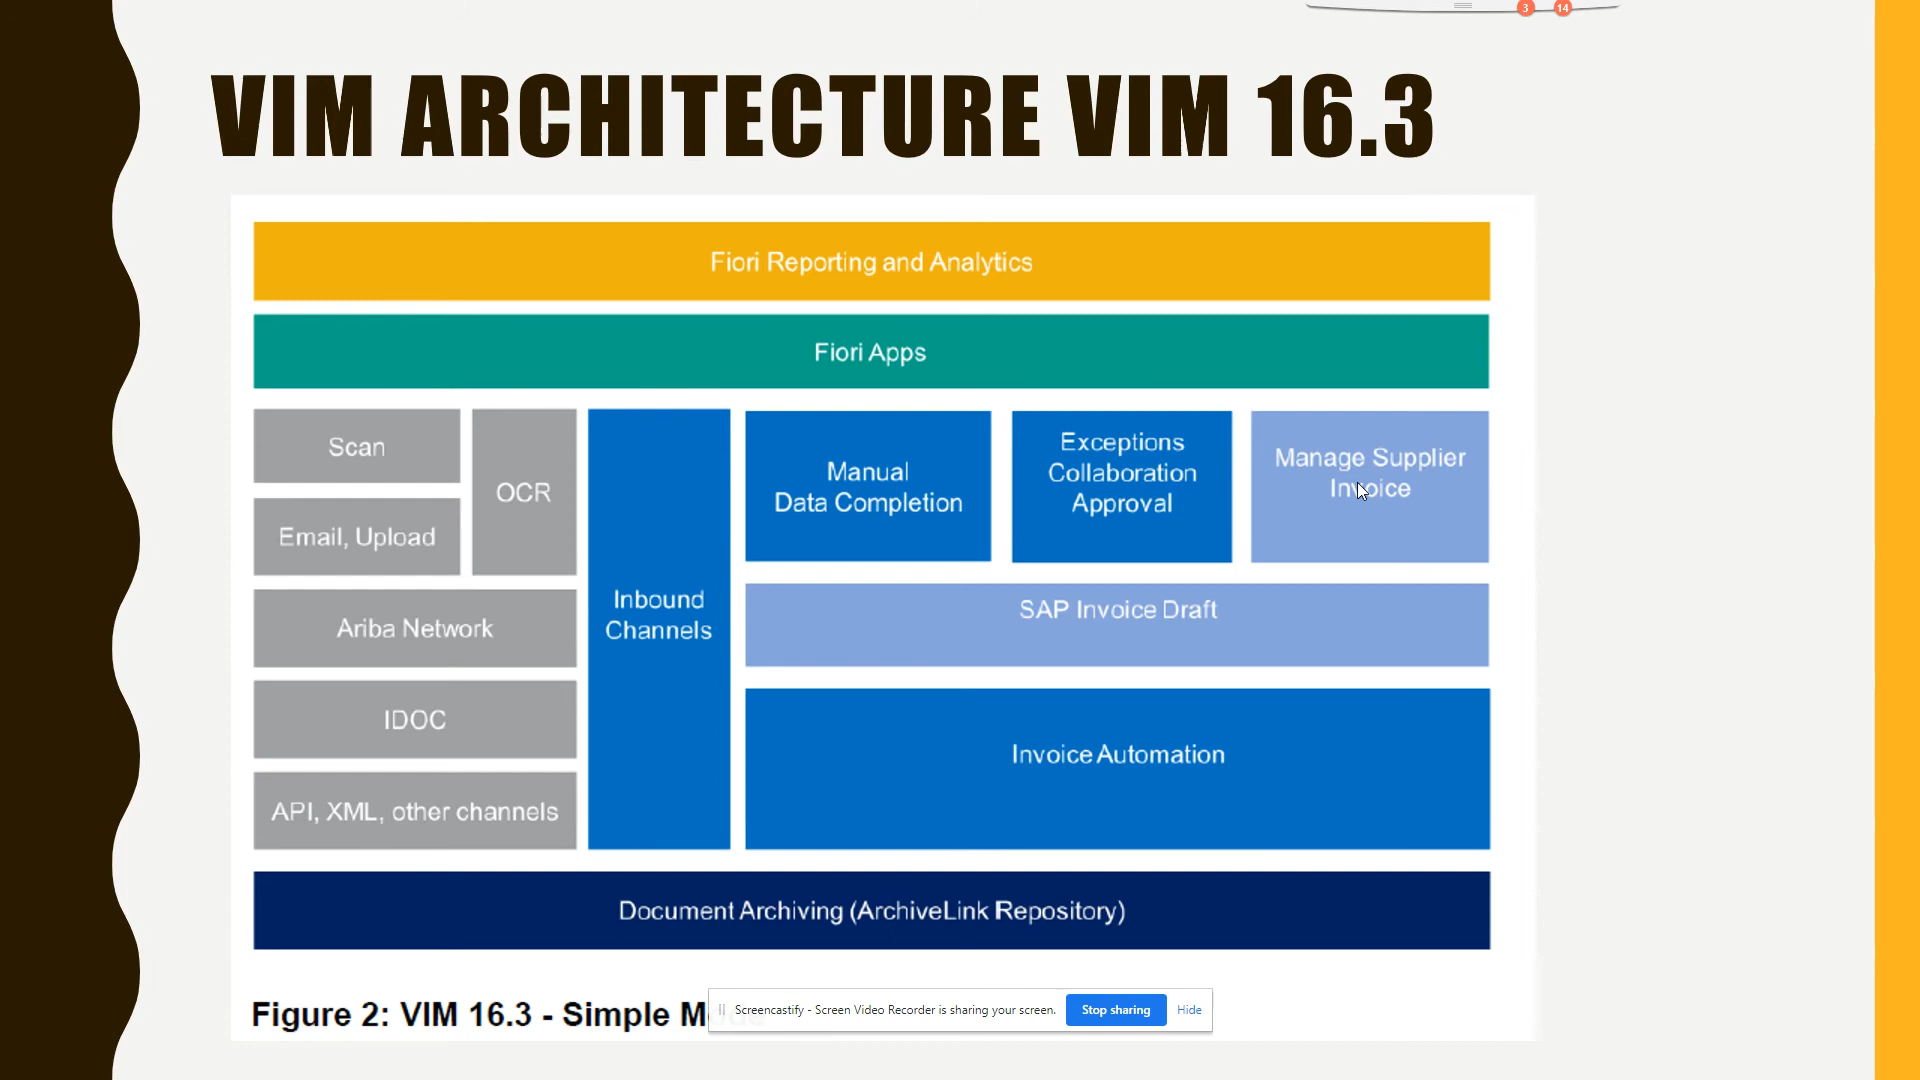 3 14
VIM ARCHITECTURE VIM 16.3
Fiori Reporting and Analytics
Fiori Apps
Scan
Email, Upload
OCR
Ariba Network
IDOC
API, XML, other channels
Inbound
Channels
Manual
Data Completion
Exceptions
Collaboration
Approval
Manage Supplier
Invoice
SAP Invoice Draft
Invoice Automation
Document Archiving (ArchiveLink Repository)
Figure 2: VIM 16.3 - Simple
Screencastify - Screen Video Recorder is sharing your screen. Stop sharing Hide